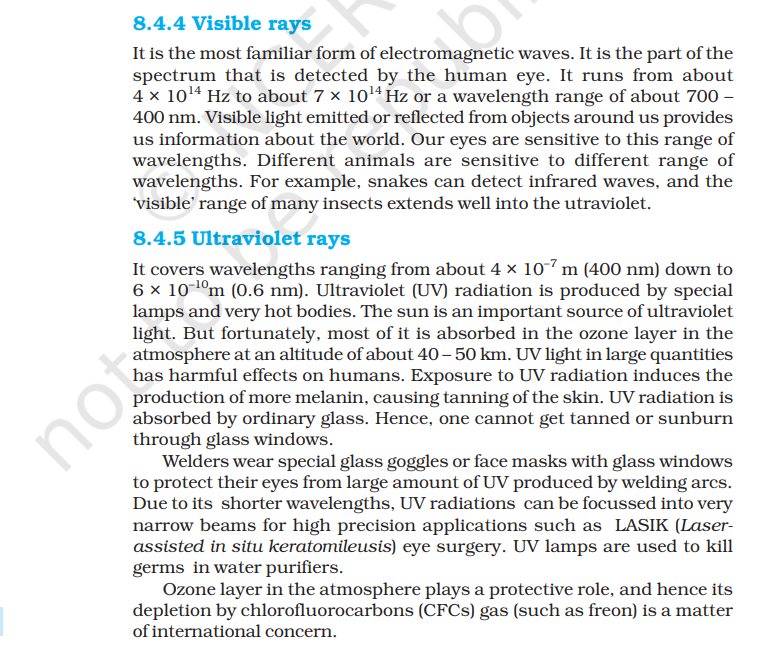 8.4.4 Visible rays
It is the most familiar form of electromagnetic waves. It is the part of the
spectrum that is detected by the human eye. It runs from about
4 × 10¹⁴ Hz to about 7 × 10¹⁴ Hz or a wavelength range of about 700 –
400 nm. Visible light emitted or reflected from objects around us provides
us information about the world. Our eyes are sensitive to this range of
wavelengths. Different animals are sensitive to different range of
wavelengths. For example, snakes can detect infrared waves, and the
‘visible’ range of many insects extends well into the utraviolet.
8.4.5 Ultraviolet rays
It covers wavelengths ranging from about 4 × 10⁻⁷ m (400 nm) down to
6 × 10⁻¹⁰m (0.6 nm). Ultraviolet (UV) radiation is produced by special
lamps and very hot bodies. The sun is an important source of ultraviolet
light. But fortunately, most of it is absorbed in the ozone layer in the
atmosphere at an altitude of about 40 – 50 km. UV light in large quantities
has harmful effects on humans. Exposure to UV radiation induces the
production of more melanin, causing tanning of the skin. UV radiation is
absorbed by ordinary glass. Hence, one cannot get tanned or sunburn
through glass windows.
Welders wear special glass goggles or face masks with glass windows
to protect their eyes from large amount of UV produced by welding arcs.
Due to its shorter wavelengths, UV radiations can be focussed into very
narrow beams for high precision applications such as LASIK (Laser-
assisted in situ keratomileusis) eye surgery. UV lamps are used to kill
germs in water purifiers.
Ozone layer in the atmosphere plays a protective role, and hence its
depletion by chlorofluorocarbons (CFCs) gas (such as freon) is a matter
of international concern.
© NCER
not to be republi